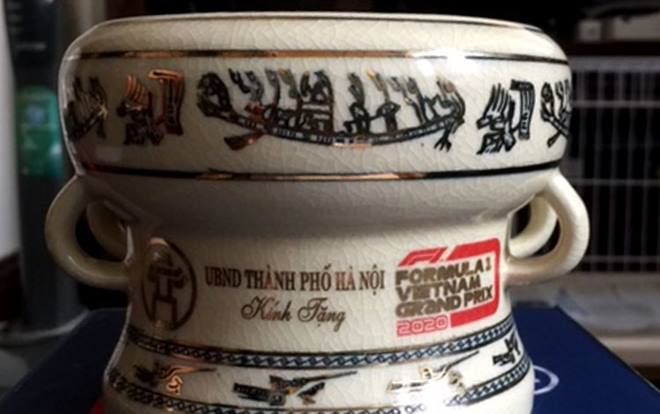 UBND THÀNH PHỐ HÀ NỘI
Kính Tặng
F1
FORMULA 1
VIETNAM
GRAND PRIX
2020